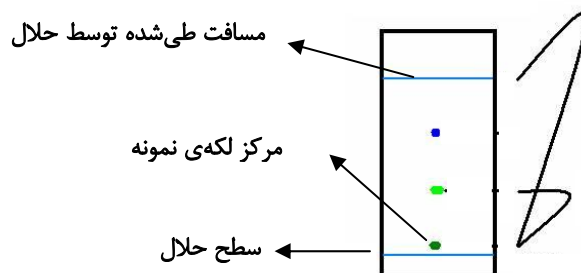 مسافت طی‌شده توسط حلال
مرکز لکه‌ی نمونه
سطح حلال